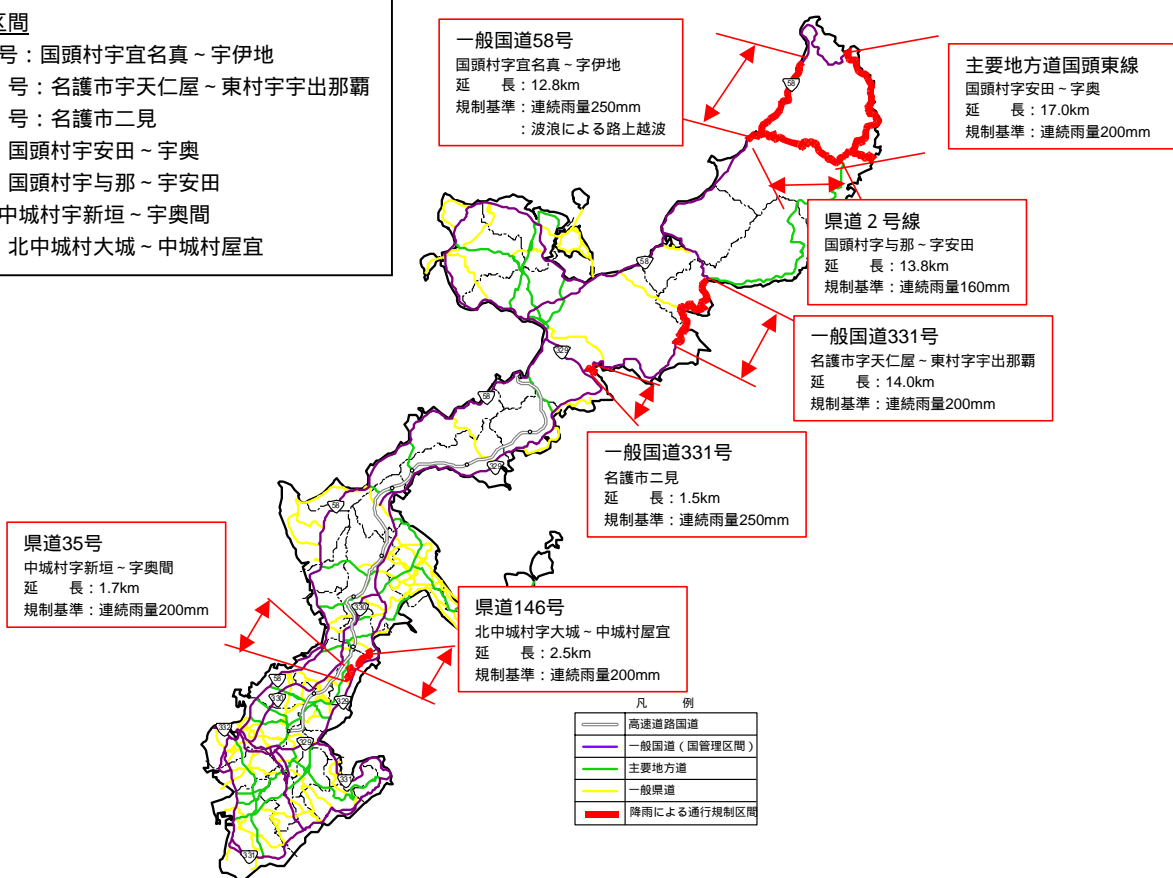 区間
号：国頭村字宜名真～字伊地
号：名護市字天仁屋～東村字宇出那覇
号：名護市二見
国頭村字安田～字奥
国頭村字与那～字安田
中城村字新垣～字奥間
北中城村大城～中城村屋宜
一般国道58号
国頭村字宜名真～字伊地
延　　長：12.8km
規制基準：連続雨量250mm
：波浪による路上越波
主要地方道国頭東線
国頭村字安田～字奥
延　　長：17.0km
規制基準：連続雨量200mm
県道２号線
国頭村字与那～字安田
延　　長：13.8km
規制基準：連続雨量160mm
一般国道331号
名護市字天仁屋～東村字宇出那覇
延　　長：14.0km
規制基準：連続雨量200mm
一般国道331号
名護市二見
延　　長：1.5km
規制基準：連続雨量250mm
県道35号
中城村字新垣～字奥間
延　　長：1.7km
規制基準：連続雨量200mm
県道146号
北中城村字大城～中城村屋宜
延　　長：2.5km
規制基準：連続雨量200mm
58
58
329
58
329
58
330
58
330
329
332
329
331
331
凡　　例
高速道路国道
一般国道（国管理区間）
主要地方道
一般県道
降雨による通行規制区間